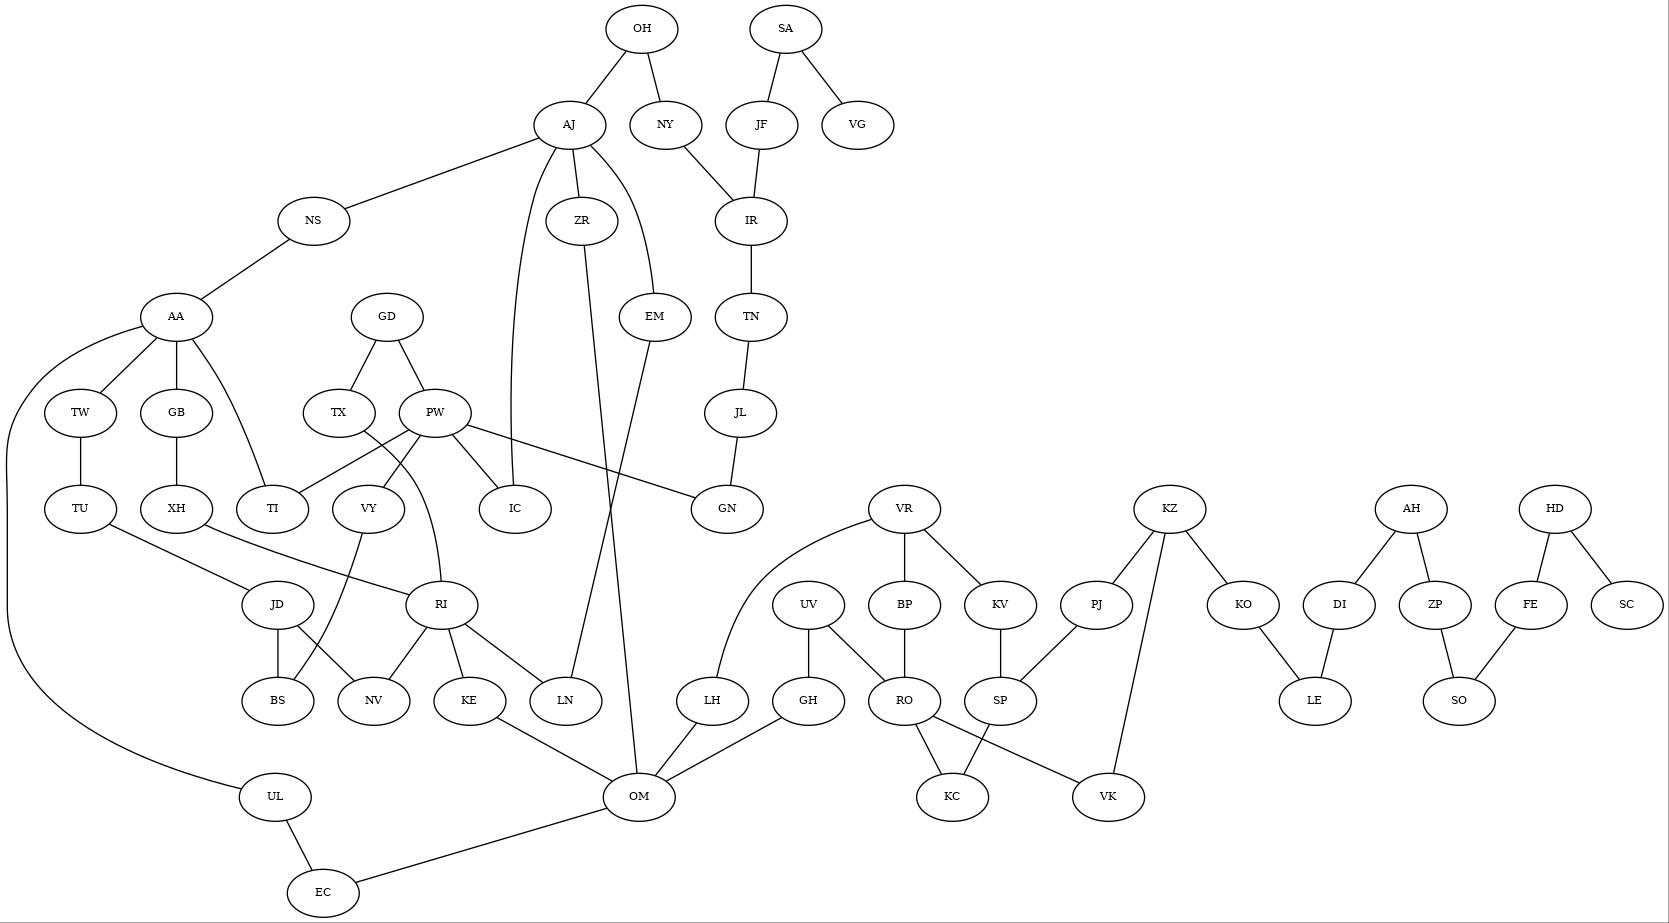 OH
SA
AJ
NY
JF
VG
NS
ZR
IR
AA
GD
EM
TN
TW
GB
TX
PW
JL
TU
XH
TI
VY
IC
GN
VR
KZ
AH
HD
JD
RI
UV
BP
KV
PJ
KO
DI
ZP
FE
SC
BS
NV
KE
LN
LH
GH
RO
SP
LE
SO
UL
OM
KC
VK
EC